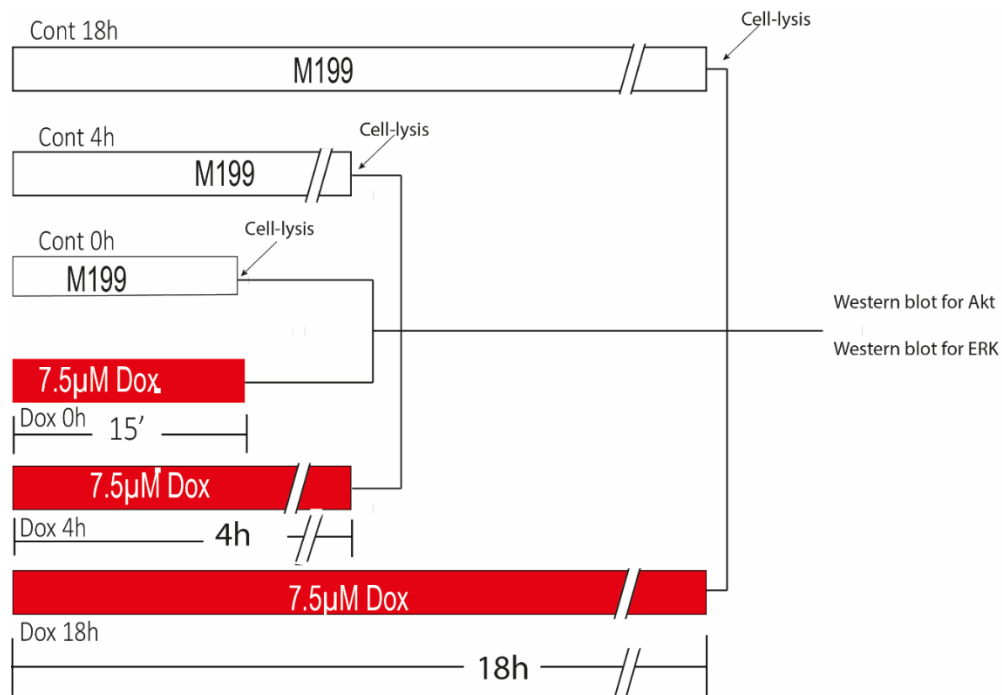 Cont 18h
Cell-lysis
M199
Cont 4h
Cell-lysis
M199
Cont 0h
Cell-lysis
M199
Western blot for Akt
Western blot for ERK
7.5µM Dox
Dox 0h
15'
7.5µM Dox
Dox 4h
4h
7.5µM Dox
Dox 18h
18h